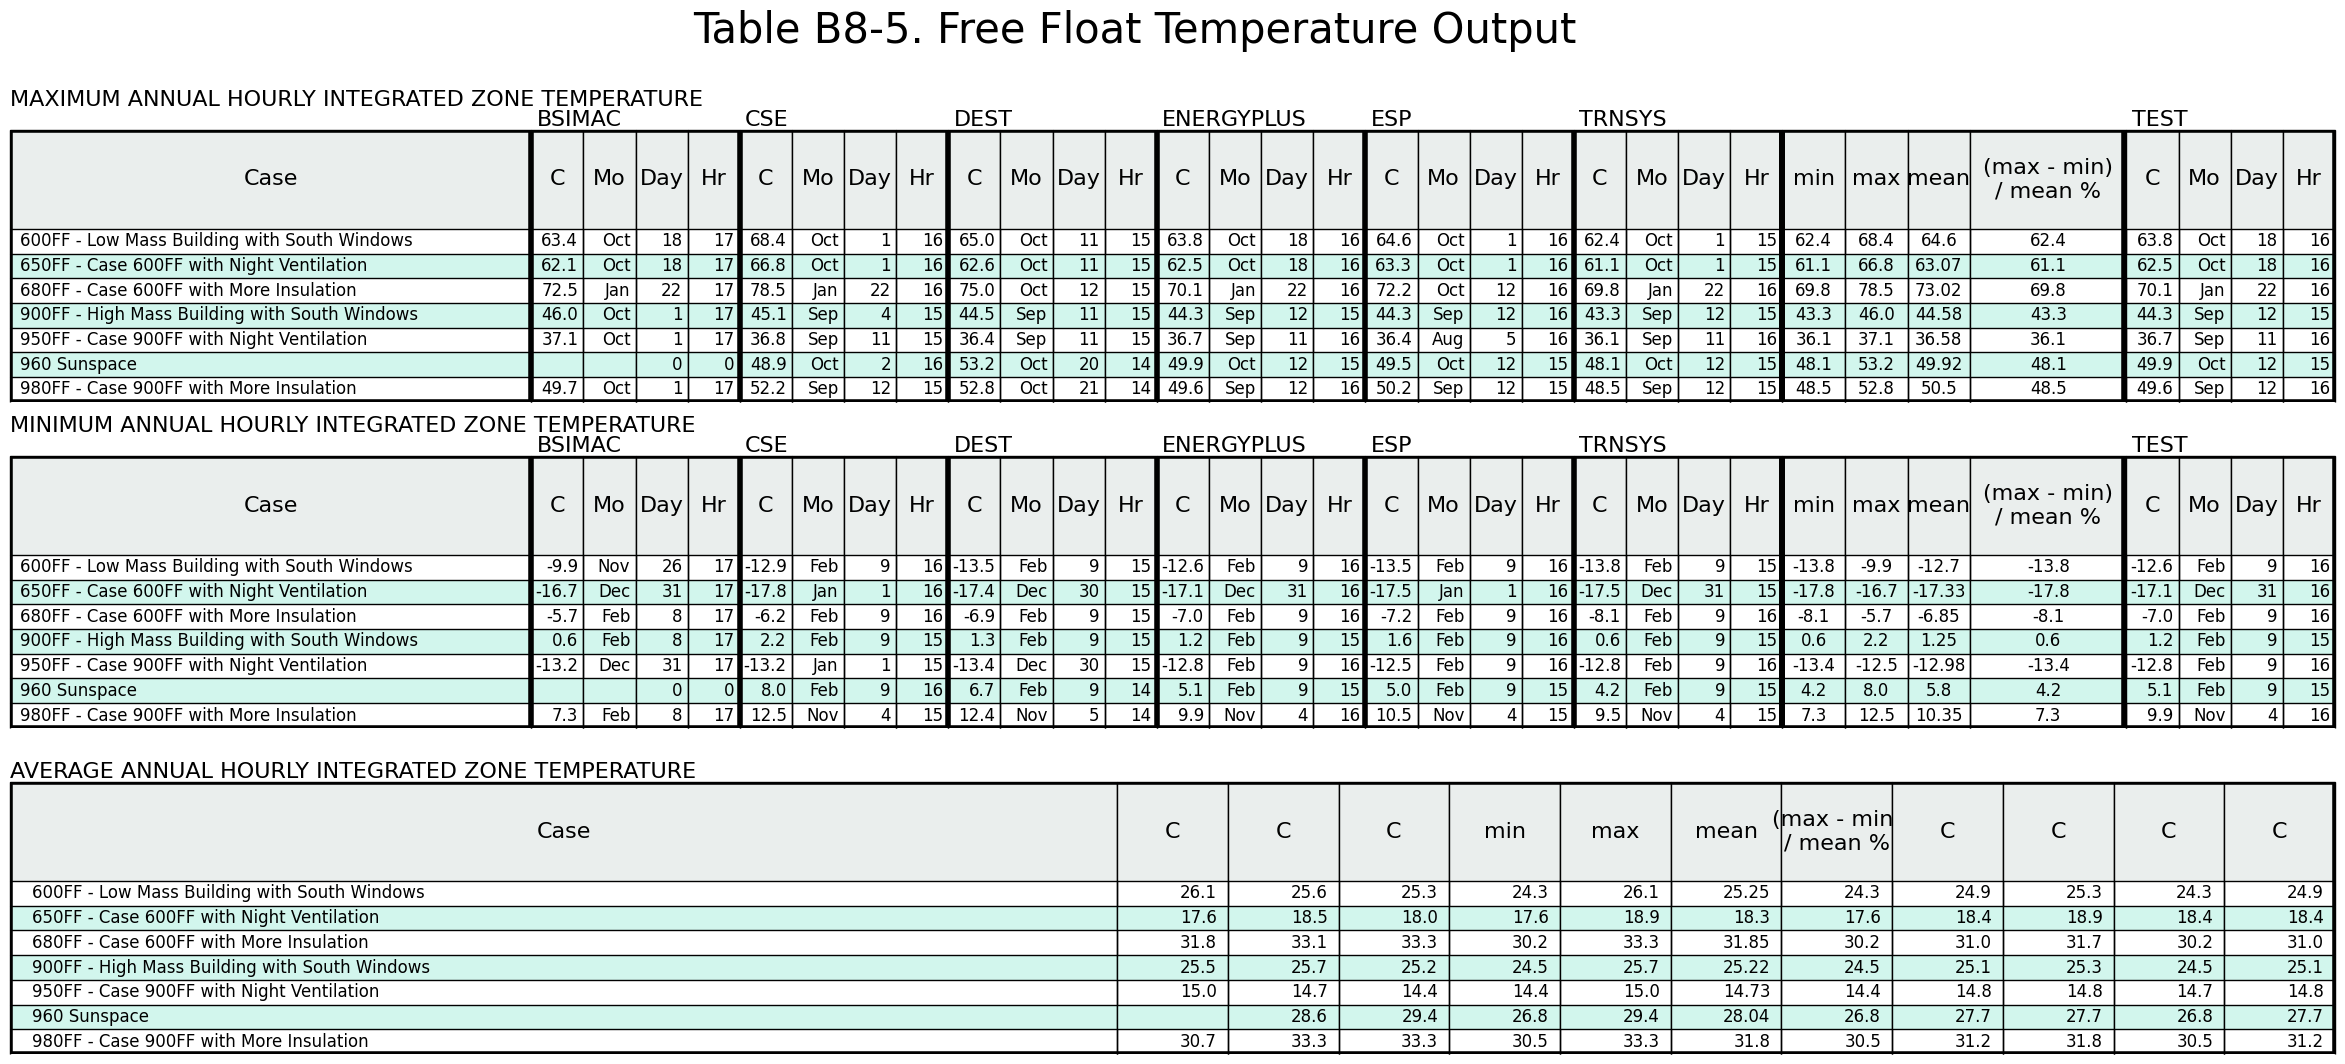 Table B8-5. Free Float Temperature Output
MAXIMUM ANNUAL HOURLY INTEGRATED ZONE TEMPERATURE
BSIMAC CSE DEST ENERGYPLUS ESP TRNSYS TEST
Case C Mo Day Hr C Mo Day Hr C Mo Day Hr C Mo Day Hr C Mo Day Hr C Mo Day Hr min max mean (max - min) / mean % C Mo Day Hr
600FF - Low Mass Building with South Windows 63.4 Oct 18 17 68.4 Oct 1 16 65.0 Oct 11 15 63.8 Oct 18 16 64.6 Oct 1 16 62.4 Oct 1 15 62.4 68.4 64.6 62.4 63.8 Oct 18 16
650FF - Case 600FF with Night Ventilation 62.1 Oct 18 17 66.8 Oct 1 16 62.6 Oct 11 15 62.5 Oct 18 16 63.3 Oct 1 16 61.1 Oct 1 15 61.1 66.8 63.07 61.1 62.5 Oct 18 16
680FF - Case 600FF with More Insulation 72.5 Jan 22 17 78.5 Jan 22 16 75.0 Oct 12 15 70.1 Jan 22 16 72.2 Oct 12 16 69.8 Jan 22 16 69.8 78.5 73.02 69.8 70.1 Jan 22 16
900FF - High Mass Building with South Windows 46.0 Oct 1 17 45.1 Sep 4 15 44.5 Sep 11 15 44.3 Sep 12 15 44.3 Sep 12 16 43.3 Sep 12 15 43.3 46.0 44.58 43.3 44.3 Sep 12 15
950FF - Case 900FF with Night Ventilation 37.1 Oct 1 17 36.8 Sep 11 15 36.4 Sep 11 15 36.7 Sep 11 16 36.4 Aug 5 16 36.1 Sep 11 16 36.1 37.1 36.58 36.1 36.7 Sep 11 16
960 Sunspace 0 0 48.9 Oct 2 16 53.2 Oct 20 14 49.9 Oct 12 15 49.5 Oct 12 15 48.1 Oct 12 15 48.1 53.2 49.92 48.1 49.9 Oct 12 15
980FF - Case 900FF with More Insulation 49.7 Oct 1 17 52.2 Sep 12 15 52.8 Oct 21 14 49.6 Sep 12 16 50.2 Sep 12 15 48.5 Sep 12 15 48.5 52.8 50.5 48.5 49.6 Sep 12 16
MINIMUM ANNUAL HOURLY INTEGRATED ZONE TEMPERATURE
BSIMAC CSE DEST ENERGYPLUS ESP TRNSYS TEST
Case C Mo Day Hr C Mo Day Hr C Mo Day Hr C Mo Day Hr C Mo Day Hr C Mo Day Hr min max mean (max - min) / mean % C Mo Day Hr
600FF - Low Mass Building with South Windows -9.9 Nov 26 17 -12.9 Feb 9 16 -13.5 Feb 9 15 -12.6 Feb 9 16 -13.5 Feb 9 16 -13.8 Feb 9 15 -13.8 -9.9 -12.7 -13.8 -12.6 Feb 9 16
650FF - Case 600FF with Night Ventilation -16.7 Dec 31 17 -17.8 Jan 1 16 -17.4 Dec 30 15 -17.1 Dec 31 16 -17.5 Jan 1 16 -17.5 Dec 31 15 -17.8 -16.7 -17.33 -17.8 -17.1 Dec 31 16
680FF - Case 600FF with More Insulation -5.7 Feb 8 17 -6.2 Feb 9 16 -6.9 Feb 9 15 -7.0 Feb 9 16 -7.2 Feb 9 16 -8.1 Feb 9 16 -8.1 -5.7 -6.85 -8.1 -7.0 Feb 9 16
900FF - High Mass Building with South Windows 0.6 Feb 8 17 2.2 Feb 9 15 1.3 Feb 9 15 1.2 Feb 9 15 1.6 Feb 9 16 0.6 Feb 9 15 0.6 2.2 1.25 0.6 1.2 Feb 9 15
950FF - Case 900FF with Night Ventilation -13.2 Dec 31 17 -13.2 Jan 1 15 -13.4 Dec 30 15 -12.8 Feb 9 16 -12.5 Feb 9 16 -12.8 Feb 9 16 -13.4 -12.5 -12.98 -13.4 -12.8 Feb 9 16
960 Sunspace 0 0 8.0 Feb 9 16 6.7 Feb 9 14 5.1 Feb 9 15 5.0 Feb 9 15 4.2 Feb 9 15 4.2 8.0 5.8 4.2 5.1 Feb 9 15
980FF - Case 900FF with More Insulation 7.3 Feb 8 17 12.5 Nov 4 15 12.4 Nov 5 14 9.9 Nov 4 16 10.5 Nov 4 15 9.5 Nov 4 15 7.3 12.5 10.35 7.3 9.9 Nov 4 16
AVERAGE ANNUAL HOURLY INTEGRATED ZONE TEMPERATURE
Case C C C min max mean (max - min / mean % C C C C
600FF - Low Mass Building with South Windows 26.1 25.6 25.3 24.3 26.1 25.25 24.3 24.9 25.3 24.3 24.9
650FF - Case 600FF with Night Ventilation 17.6 18.5 18.0 17.6 18.9 18.3 17.6 18.4 18.9 18.4 18.4
680FF - Case 600FF with More Insulation 31.8 33.1 33.3 30.2 33.3 31.85 30.2 31.0 31.7 30.2 31.0
900FF - High Mass Building with South Windows 25.5 25.7 25.2 24.5 25.7 25.22 24.5 25.1 25.3 24.5 25.1
950FF - Case 900FF with Night Ventilation 15.0 14.7 14.4 14.4 15.0 14.73 14.4 14.8 14.8 14.7 14.8
960 Sunspace 28.6 29.4 26.8 29.4 28.04 26.8 27.7 27.7 26.8 27.7
980FF - Case 900FF with More Insulation 30.7 33.3 33.3 30.5 33.3 31.8 30.5 31.2 31.8 30.5 31.2